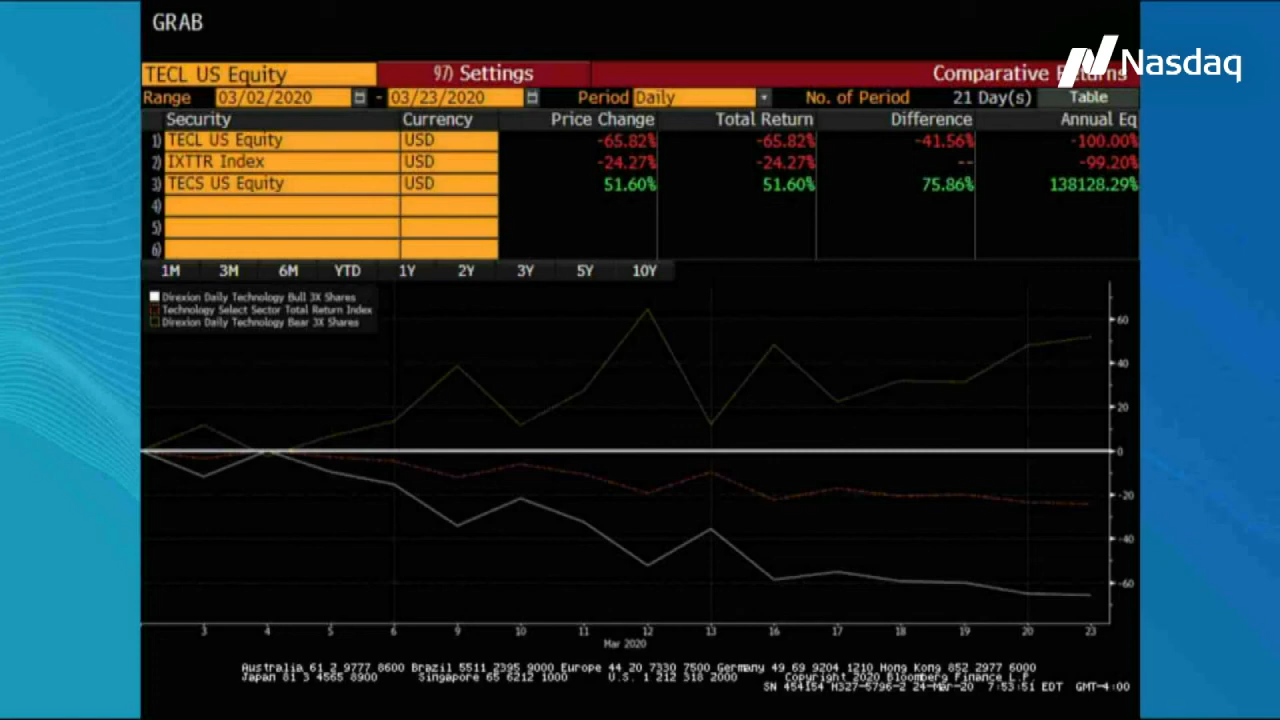 GRAB
Nasdaq
TECL US Equity 97) Settings Comparative
Range 03/02/2020 - 03/23/2020 Period Daily No. of Period 21 Day(s) Table
Security Currency Price Change Total Return Difference Annual Eq
1) TECL US Equity USD -65.82% -65.82% -41.56% -100.00%
2) IXTTR Index USD -24.27% -24.27% -- -99.20%
3) TECS US Equity USD 51.60% 51.60% 75.86% 138128.29%
4)
5)
6)
1M 3M 6M YTD 1Y 2Y 3Y 5Y 10Y
Direxion Daily Technology Bull 3X Shares
Technology Select Sector Total Return Index
Direxion Daily Technology Bear 3X Shares
60
40
20
0
-20
-40
-60
3 4 5 6 9 10 11 12 13 16 17 18 19 20 23
Mar 2020
Australia 61 2 9777 8600 Brazil 5511 2395 9000 Europe 44 20 7330 7500 Germany 49 69 9204 1210 Hong Kong 852 2977 6000
Japan 81 3 4565 8900 Singapore 65 6212 1000 U.S. 1 212 318 2000 Copyright 2020 Bloomberg Finance L.P.
SN 454154 H327-5796-2 24-Mar-20 7:53:51 EDT GMT-4:00